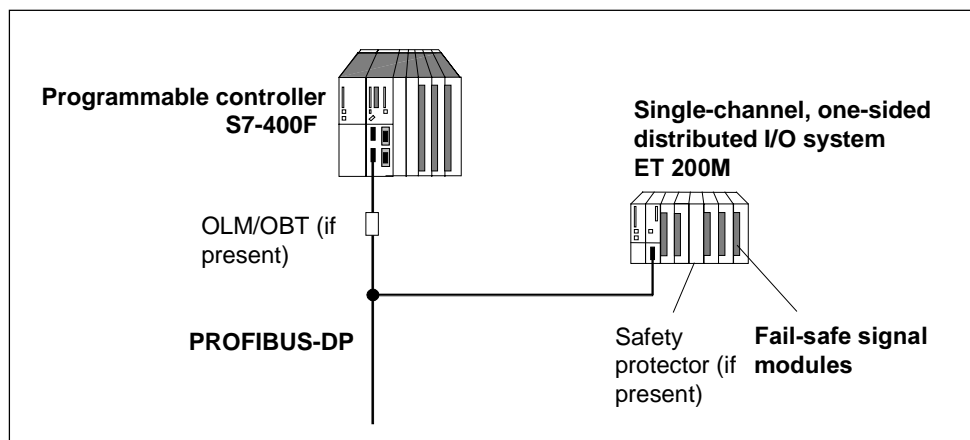 Programmable controller
S7-400F
Single-channel, one-sided
distributed I/O system
ET 200M
OLM/OBT (if
present)
PROFIBUS-DP
Safety
protector (if
present)
Fail-safe signal
modules